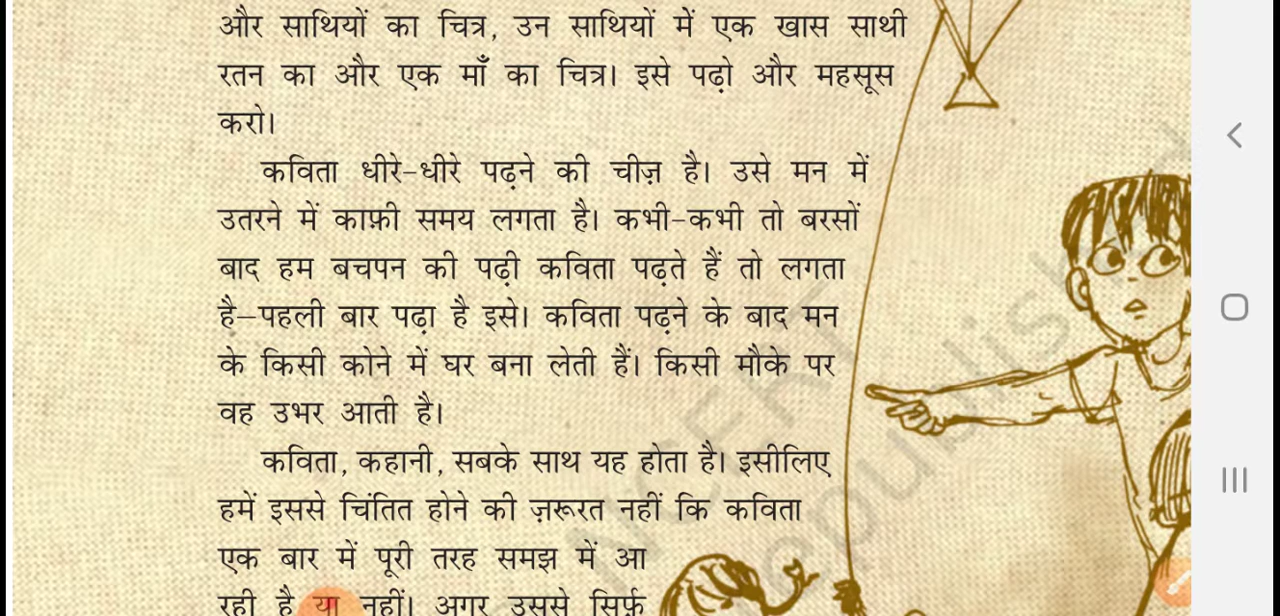 और साथियों का चित्र, उन साथियों में एक खास साथी
रतन का और एक माँ का चित्र। इसे पढ़ो और महसूस
करो।
कविता धीरे-धीरे पढ़ने की चीज़ है। उसे मन में
उतरने में काफ़ी समय लगता है। कभी-कभी तो बरसों
बाद हम बचपन की पढ़ी कविता पढ़ते हैं तो लगता
है–पहली बार पढ़ा है इसे। कविता पढ़ने के बाद मन
के किसी कोने में घर बना लेती हैं। किसी मौके पर
वह उभर आती है।
कविता, कहानी, सबके साथ यह होता है। इसीलिए
हमें इससे चिंतित होने की ज़रूरत नहीं कि कविता
एक बार में पूरी तरह समझ में आ
रही है या नहीं। अगर उससे सिर्फ़
NCERT
republished